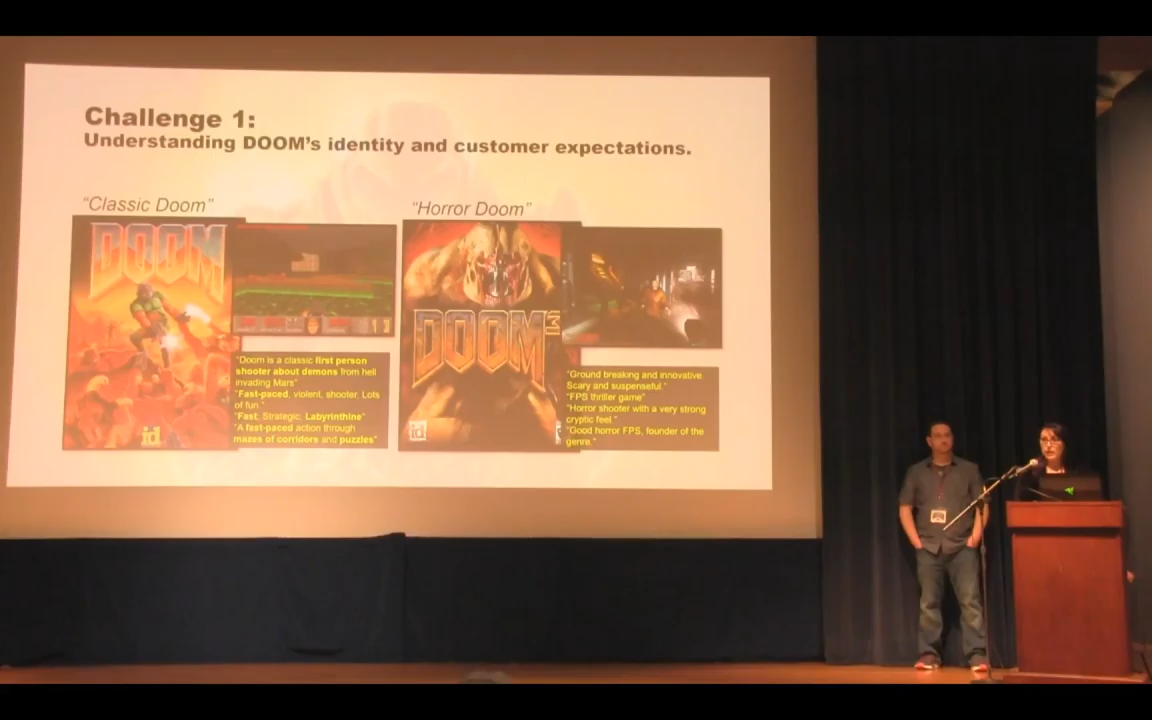 Challenge 1:
Understanding DOOM's identity and customer expectations.
"Classic Doom"
DOOM
id
"Doom is a classic first person
shooter about demons from hell
invading Mars"
"Fast-paced, violent, shooter, Lots
of fun."
"Fast, Strategic, Labyrinthine"
"A fast-paced action through
mazes of corridors and puzzles"
"Horror Doom"
DOOM
id
"Ground breaking and innovative.
Scary and suspenseful."
"FPS thriller game"
"Horror shooter with a very strong
cryptic feel."
"Good horror FPS, founder of the
genre."